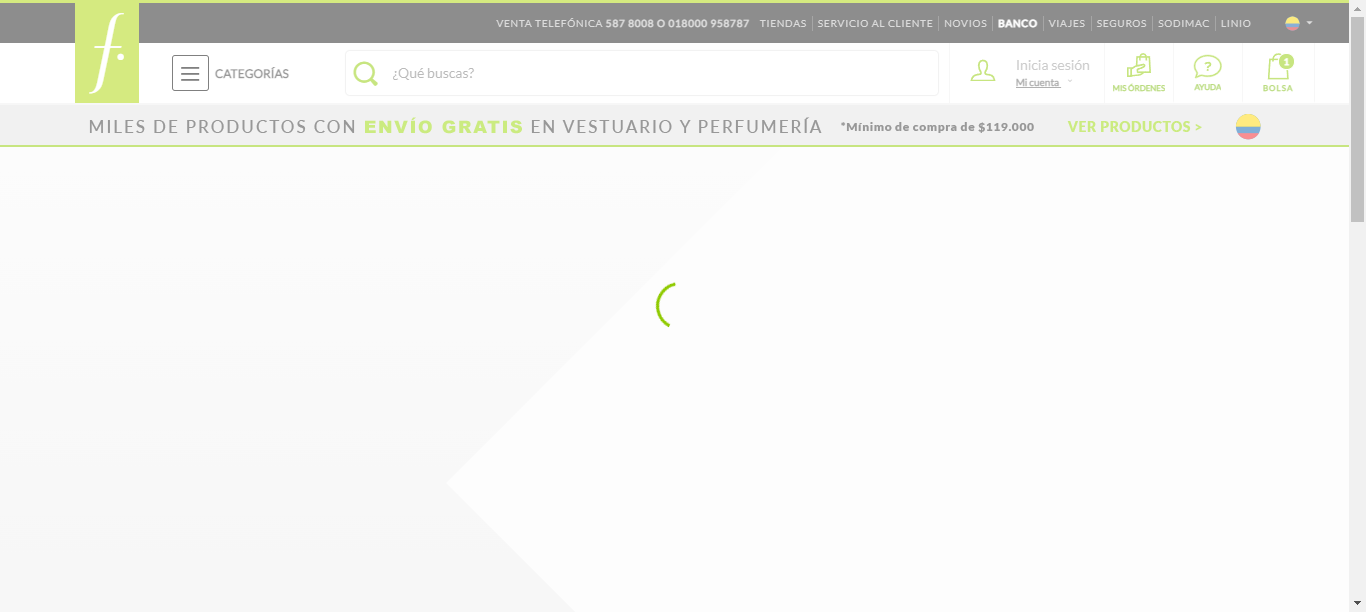 VENTA TELEFÓNICA 587 8008 O 018000 958787 TIENDAS SERVICIO AL CLIENTE NOVIOS BANCO VIAJES SEGUROS SODIMAC LINIO
f.
CATEGORÍAS
¿Qué buscas?
Inicia sesión
Mi cuenta
MIS ÓRDENES
?
AYUDA
1
BOLSA
MILES DE PRODUCTOS CON ENVÍO GRATIS EN VESTUARIO Y PERFUMERÍA *Mínimo de compra de $119.000 VER PRODUCTOS >